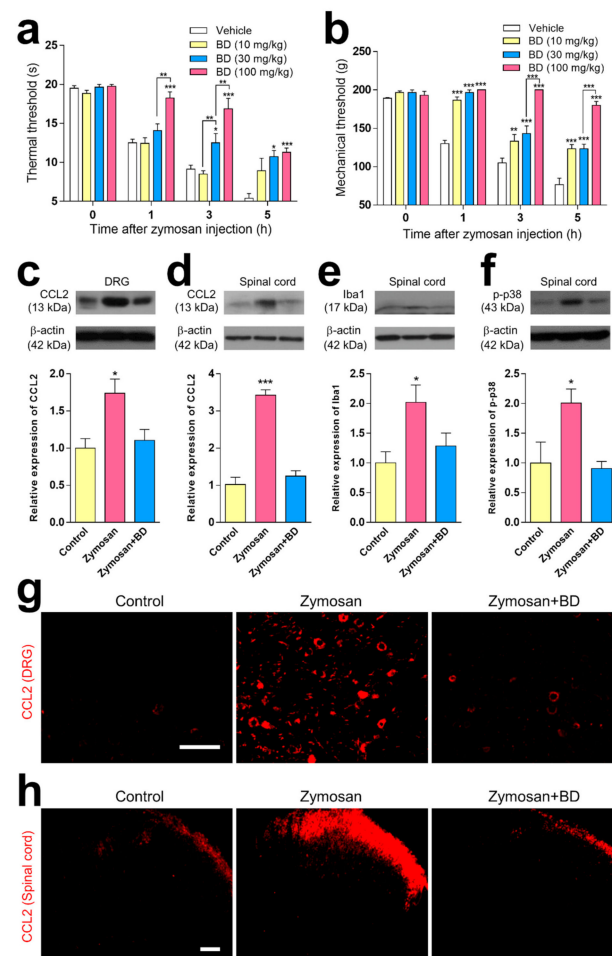 a
Vehicle
BD (10 mg/kg)
BD (30 mg/kg)
BD (100 mg/kg)
Thermal threshold (s)
25
20
15
10
5
**
***
**
**
*
***
*
***
0
1
3
5
Time after zymosan injection (h)
b
Vehicle
BD (10 mg/kg)
BD (30 mg/kg)
BD (100 mg/kg)
Mechanical threshold (g)
250
200
150
100
50
***
***
***
***
***
**
***
***
***
***
***
0
1
3
5
Time after zymosan injection (h)
c
DRG
CCL2
(13 kDa)
β-actin
(42 kDa)
Relative expression of CCL2
2.0
1.5
1.0
0.5
0.0
*
Control
Zymosan
Zymosan+BD
d
Spinal cord
CCL2
(13 kDa)
β-actin
(42 kDa)
Relative expression of CCL2
4
3
2
1
0
***
Control
Zymosan
Zymosan+BD
e
Spinal cord
Iba1
(17 kDa)
β-actin
(42 kDa)
Relative expression of Iba1
2.5
2.0
1.5
1.0
0.5
0.0
*
Control
Zymosan
Zymosan+BD
f
Spinal cord
p-p38
(43 kDa)
β-actin
(42 kDa)
Relative expression of p-p38
2.5
2.0
1.5
1.0
0.5
0.0
*
Control
Zymosan
Zymosan+BD
g
Control
Zymosan
Zymosan+BD
CCL2 (DRG)
h
Control
Zymosan
Zymosan+BD
CCL2 (Spinal cord)